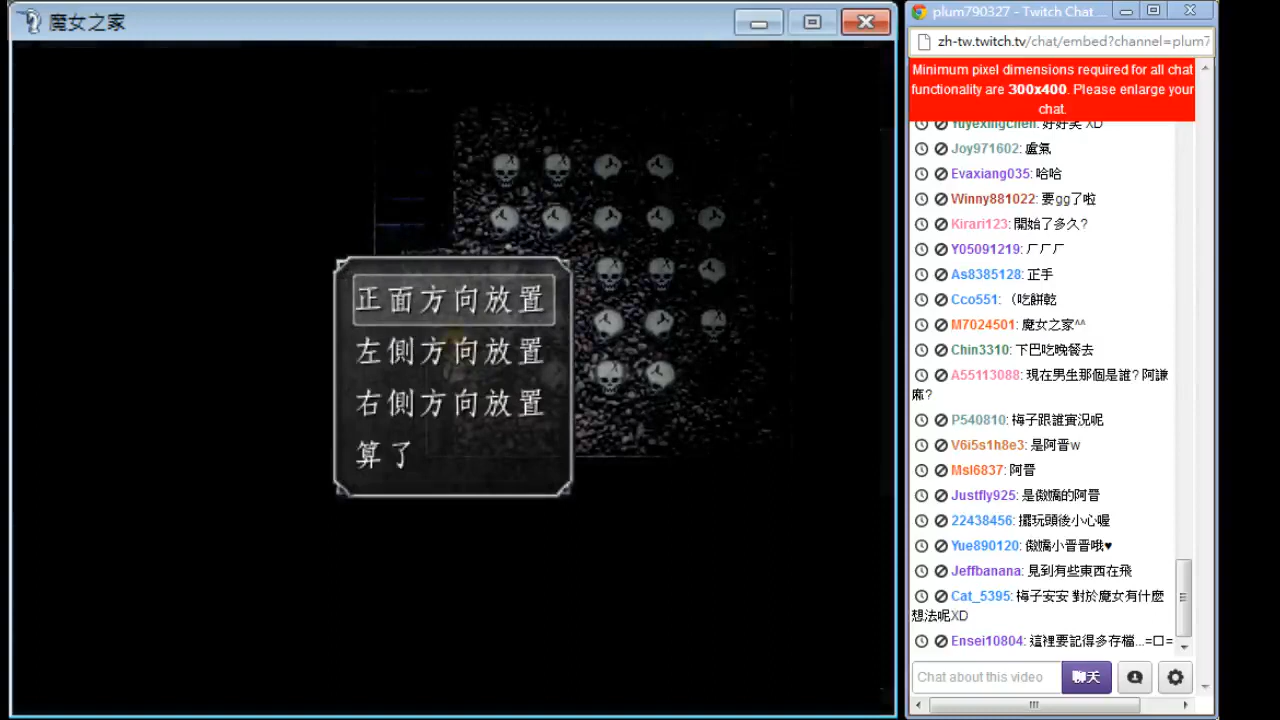 魔女之家
正面方向放置
左側方向放置
右側方向放置
算了
plum790327 - Twitch Chat ...
zh-tw.twitch.tv/chat/embed?channel=plum7
Minimum pixel dimensions required for all chat
functionality are 300x400. Please enlarge your
chat.
Yuyexingchen: 好好笑 XD
Joy971602: 盧氣
Evaxiang035: 哈哈
Winny881022: 要gg了啦
Kirari123: 開始了多久?
Y05091219: ㄏㄏㄏ
As8385128: 正手
Cco551: （吃餅乾
M7024501: 魔女之家^^
Chin3310: 下巴吃晚餐去
A55113088: 現在男生那個是誰? 阿謙
麻?
P540810: 梅子跟誰實況呢
V6i5s1h8e3: 是阿晉w
Msl6837: 阿晉
Justfly925: 是傲嬌的阿晉
22438456: 擺玩頭後小心喔
Yue890120: 傲嬌小晉晉哦♥
Jeffbanana: 見到有些東西在飛
Cat_5395: 梅子安安 對於魔女有什麼
想法呢XD
Ensei10804: 這裡要記得多存檔...=口=
Chat about this video
聊天